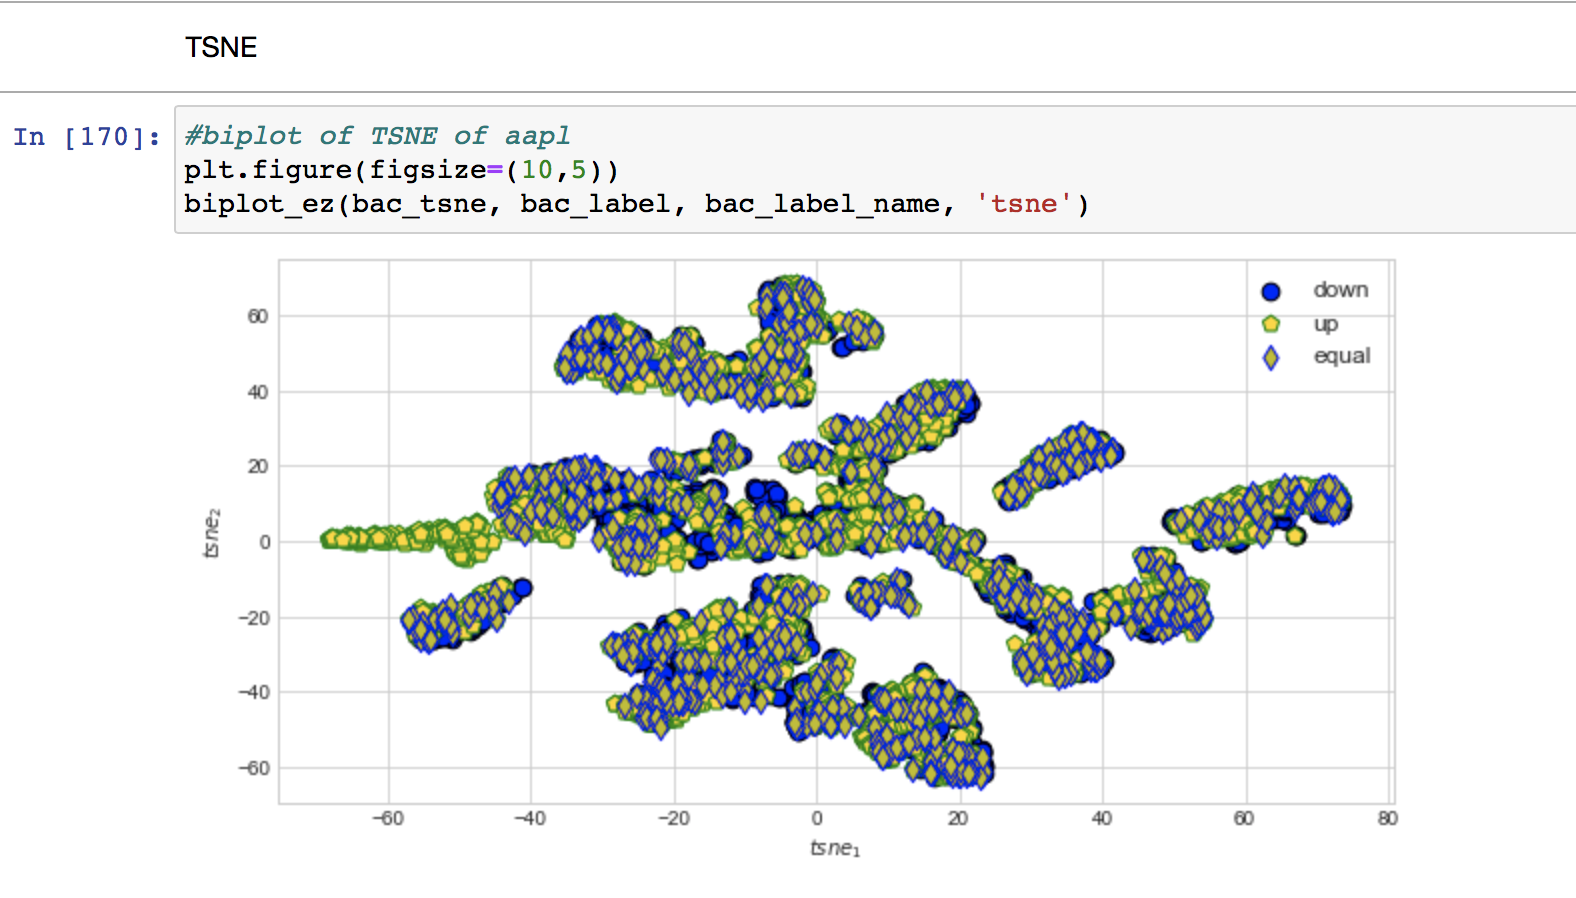 TSNE
In [170]:
#biplot of TSNE of aapl
plt.figure(figsize=(10,5))
biplot_ez(bac_tsne, bac_label, bac_label_name, 'tsne')
down
up
equal
60
40
20
0
−20
−40
−60
tsne₂
−60
−40
−20
0
20
40
60
80
tsne₁